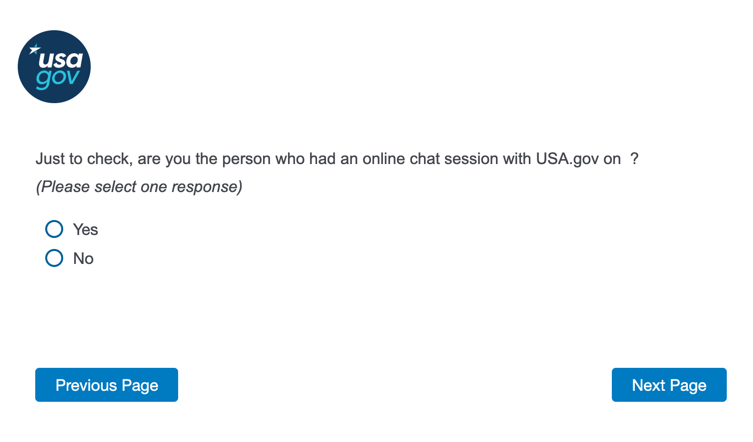 usa
gov
Just to check, are you the person who had an online chat session with USA.gov on  ?
(Please select one response)
Yes
No
Previous Page
Next Page